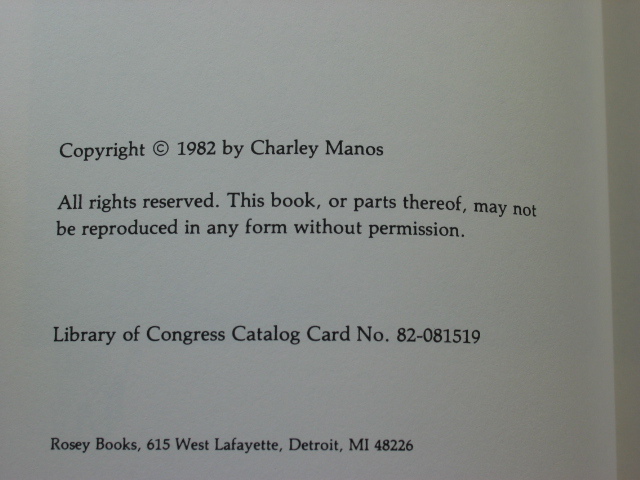 Copyright © 1982 by Charley Manos
All rights reserved. This book, or parts thereof, may not
be reproduced in any form without permission.
Library of Congress Catalog Card No. 82-081519
Rosey Books, 615 West Lafayette, Detroit, MI 48226